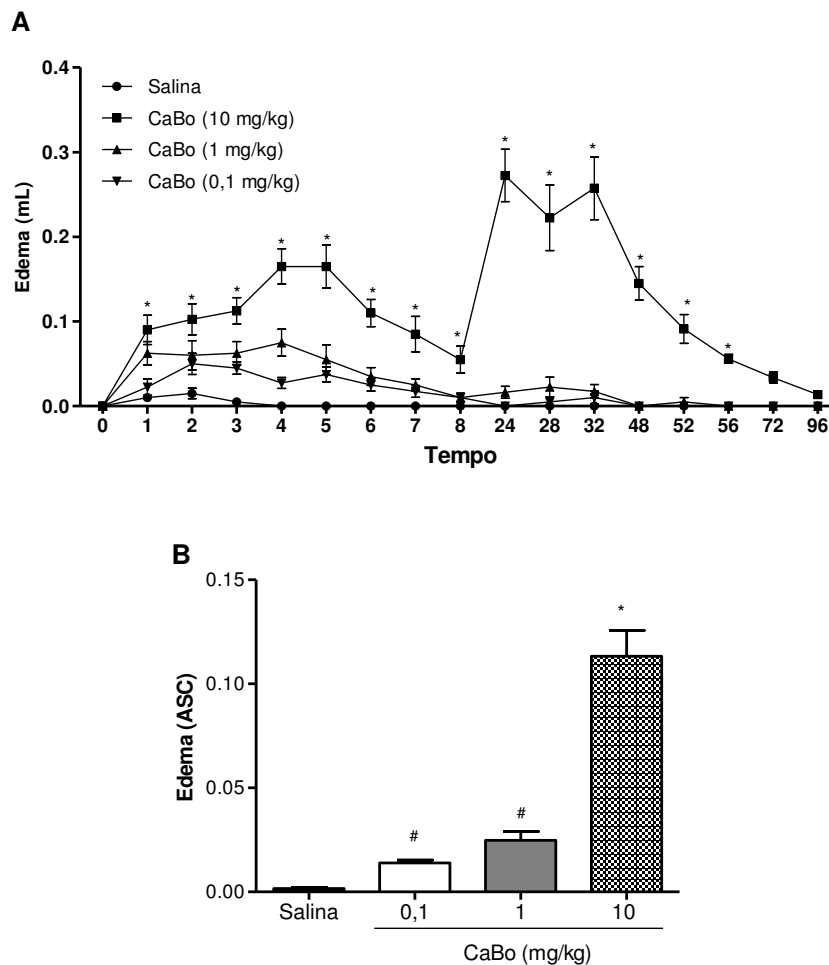 A
Edema (mL)
0.4
0.3
0.2
0.1
0.0
Salina
CaBo (10 mg/kg)
CaBo (1 mg/kg)
CaBo (0,1 mg/kg)
* * * * * * * * * * * * * *
0 1 2 3 4 5 6 7 8 24 28 32 48 52 56 72 96
Tempo
B
Edema (ASC)
0.15
0.10
0.05
0.00
# # *
Salina 0,1 1 10
CaBo (mg/kg)